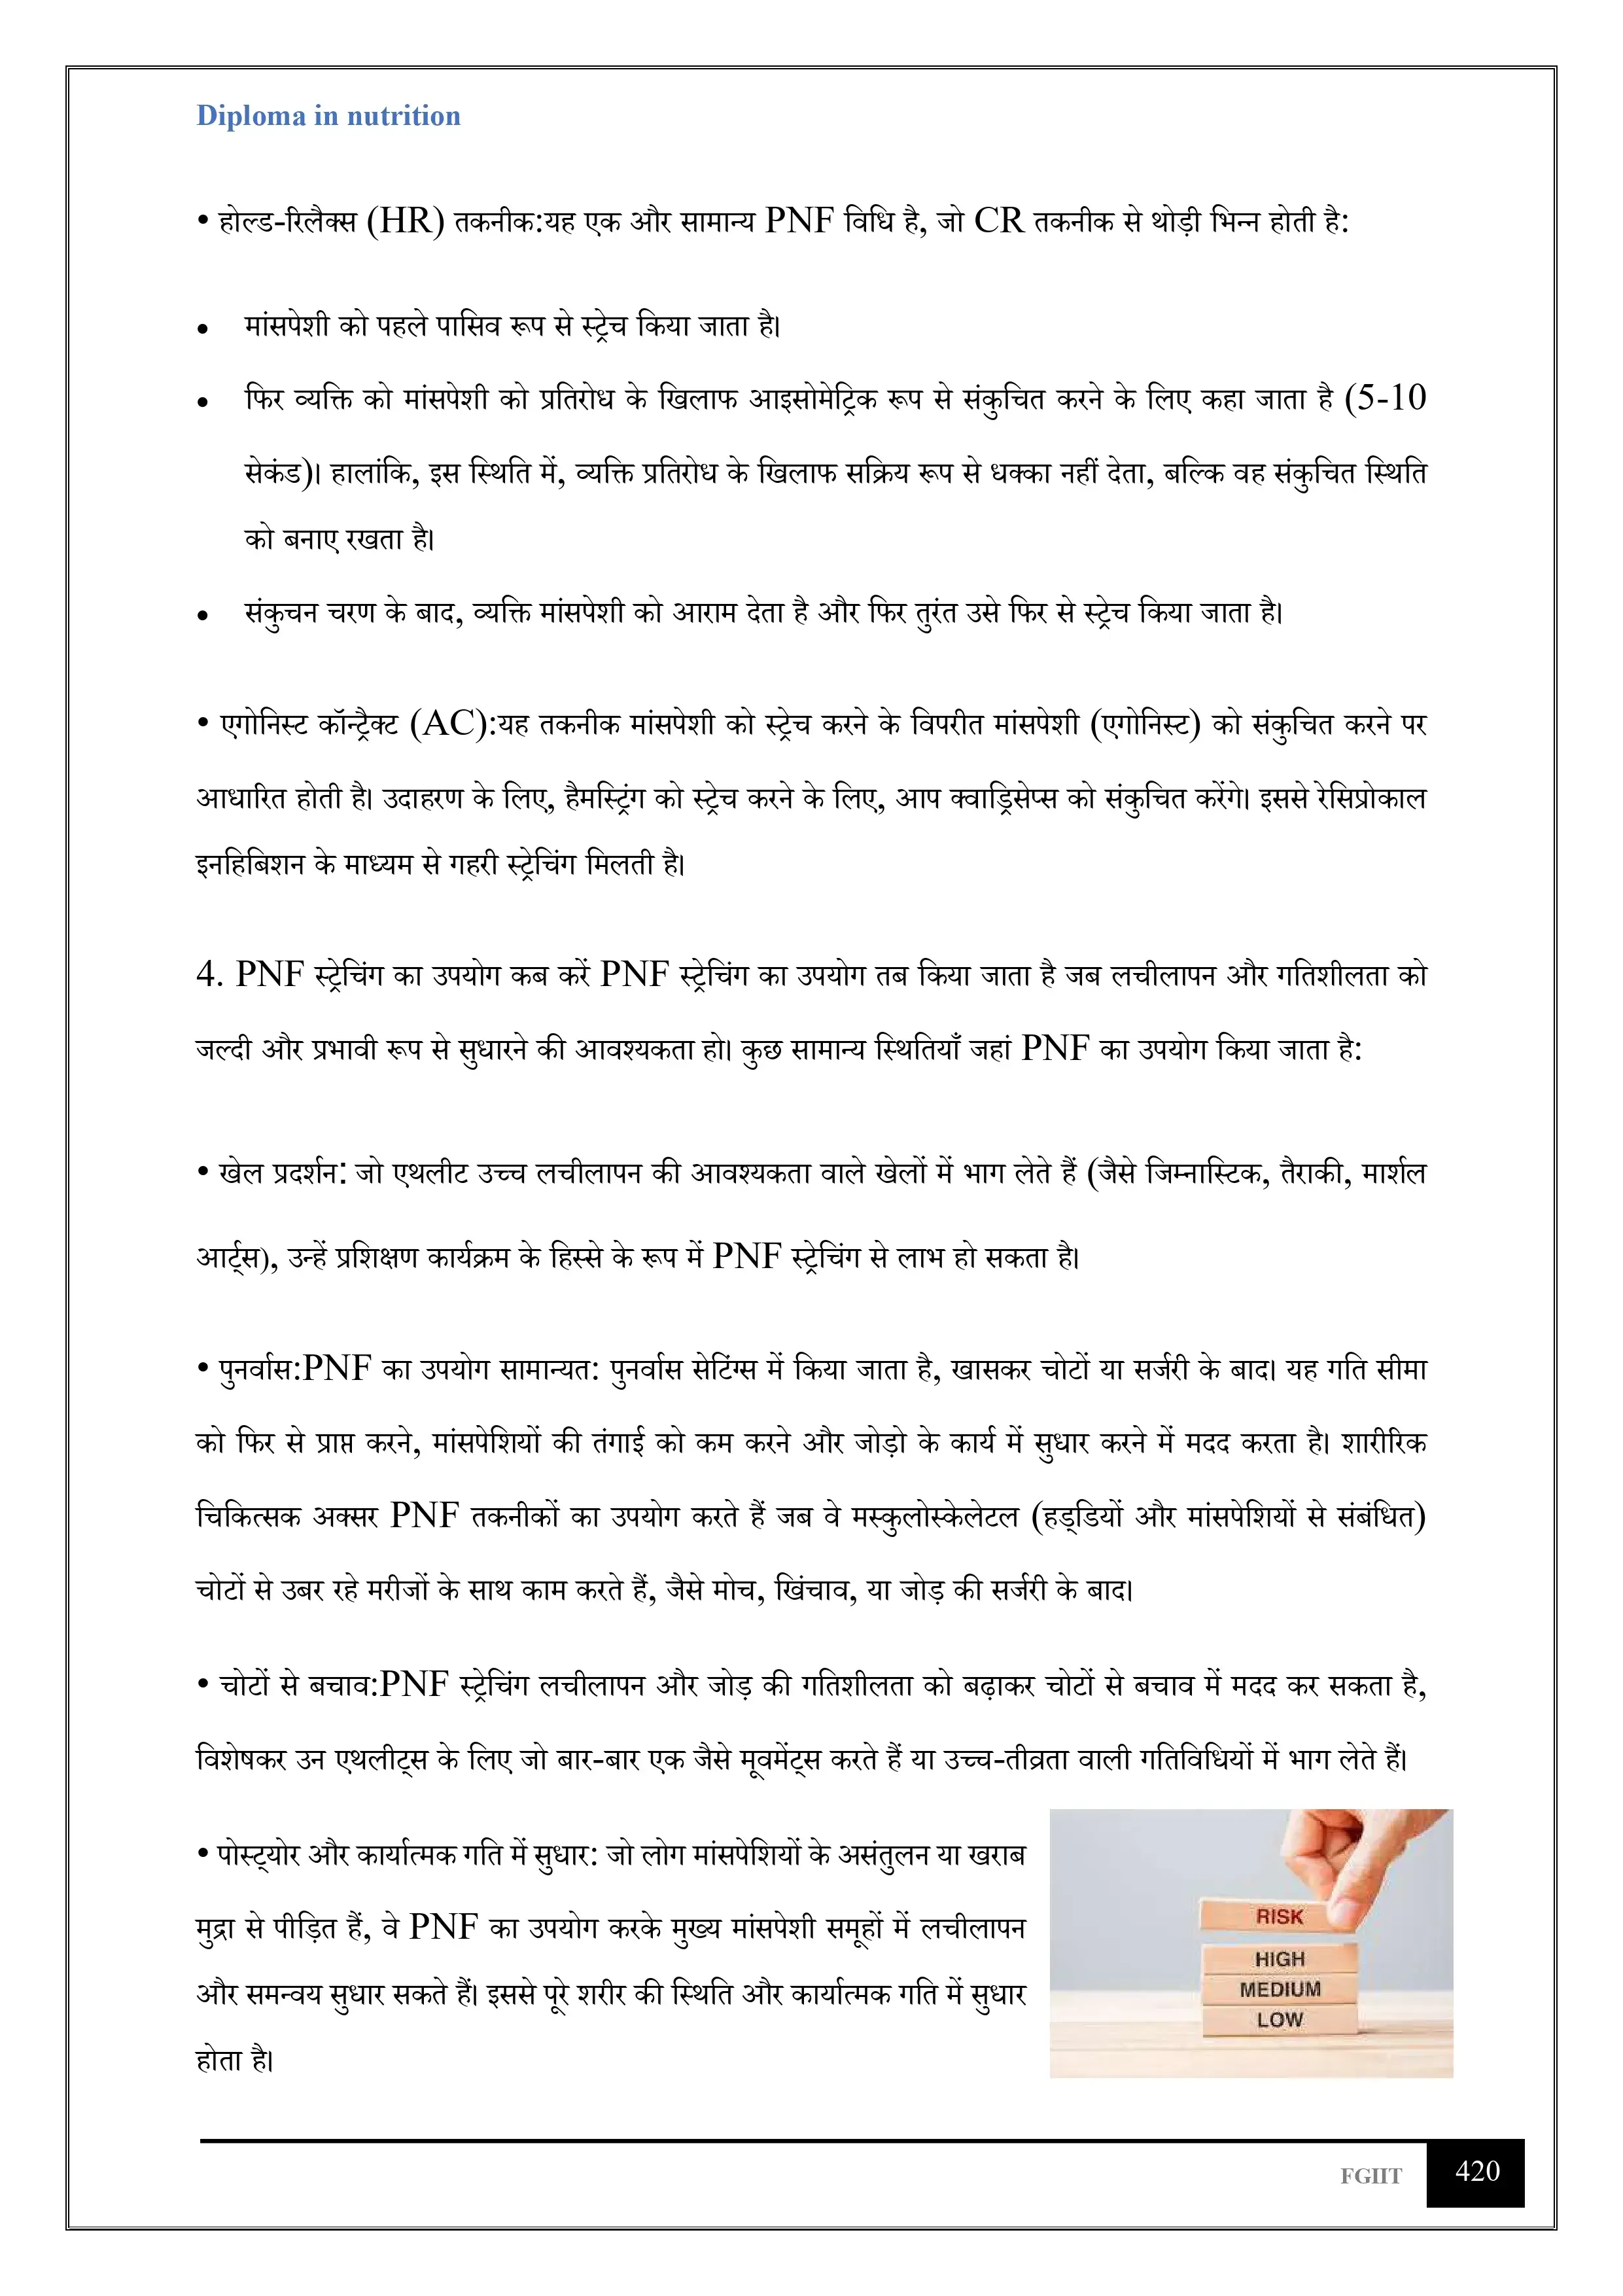 Diploma in nutrition
• होल्ड-रिलैक्स (HR) तकनीक:यह एक और सामान्य PNF विधि है, जो CR तकनीक से थोड़ी भिन्न होती है:
• मांसपेशी को पहले पासिव रूप से स्ट्रेच किया जाता है।
• फिर व्यक्ति को मांसपेशी को प्रतिरोध के खिलाफ आइसोमेट्रिक रूप से संकुचित करने के लिए कहा जाता है (5-10
सेकंड)। हालांकि, इस स्थिति में, व्यक्ति प्रतिरोध के खिलाफ सक्रिय रूप से धक्का नहीं देता, बल्कि वह संकुचित स्थिति
को बनाए रखता है।
• संकुचन चरण के बाद, व्यक्ति मांसपेशी को आराम देता है और फिर तुरंत उसे फिर से स्ट्रेच किया जाता है।
• एगोनिस्ट कॉन्ट्रैक्ट (AC):यह तकनीक मांसपेशी को स्ट्रेच करने के विपरीत मांसपेशी (एगोनिस्ट) को संकुचित करने पर
आधारित होती है। उदाहरण के लिए, हैमस्ट्रिंग को स्ट्रेच करने के लिए, आप क्वाड्रिसेप्स को संकुचित करेंगे। इससे रेसिप्रोकाल
इनहिबिशन के माध्यम से गहरी स्ट्रेचिंग मिलती है।
4. PNF स्ट्रेचिंग का उपयोग कब करें PNF स्ट्रेचिंग का उपयोग तब किया जाता है जब लचीलापन और गतिशीलता को
जल्दी और प्रभावी रूप से सुधारने की आवश्यकता हो। कुछ सामान्य स्थितियाँ जहां PNF का उपयोग किया जाता है:
• खेल प्रदर्शन: जो एथलीट उच्च लचीलापन की आवश्यकता वाले खेलों में भाग लेते हैं (जैसे जिम्नास्टिक, तैराकी, मार्शल
आर्ट्स), उन्हें प्रशिक्षण कार्यक्रम के हिस्से के रूप में PNF स्ट्रेचिंग से लाभ हो सकता है।
• पुनर्वास:PNF का उपयोग सामान्यत: पुनर्वास सेटिंग्स में किया जाता है, खासकर चोटों या सर्जरी के बाद। यह गति सीमा
को फिर से प्राप्त करने, मांसपेशियों की तंगाई को कम करने और जोड़ो के कार्य में सुधार करने में मदद करता है। शारीरिक
चिकित्सक अक्सर PNF तकनीकों का उपयोग करते हैं जब वे मस्कुलोस्केलेटल (हड्डियों और मांसपेशियों से संबंधित)
चोटों से उबर रहे मरीजों के साथ काम करते हैं, जैसे मोच, खिंचाव, या जोड़ की सर्जरी के बाद।
• चोटों से बचाव:PNF स्ट्रेचिंग लचीलापन और जोड़ की गतिशीलता को बढ़ाकर चोटों से बचाव में मदद कर सकता है,
विशेषकर उन एथलीट्स के लिए जो बार-बार एक जैसे मूवमेंट्स करते हैं या उच्च-तीव्रता वाली गतिविधियों में भाग लेते हैं।
• पोस्ट्योर और कार्यात्मक गति में सुधार: जो लोग मांसपेशियों के असंतुलन या खराब
मुद्रा से पीड़ित हैं, वे PNF का उपयोग करके मुख्य मांसपेशी समूहों में लचीलापन
और समन्वय सुधार सकते हैं। इससे पूरे शरीर की स्थिति और कार्यात्मक गति में सुधार
होता है।
RISK
HIGH
MEDIUM
LOW
FGIIT 420